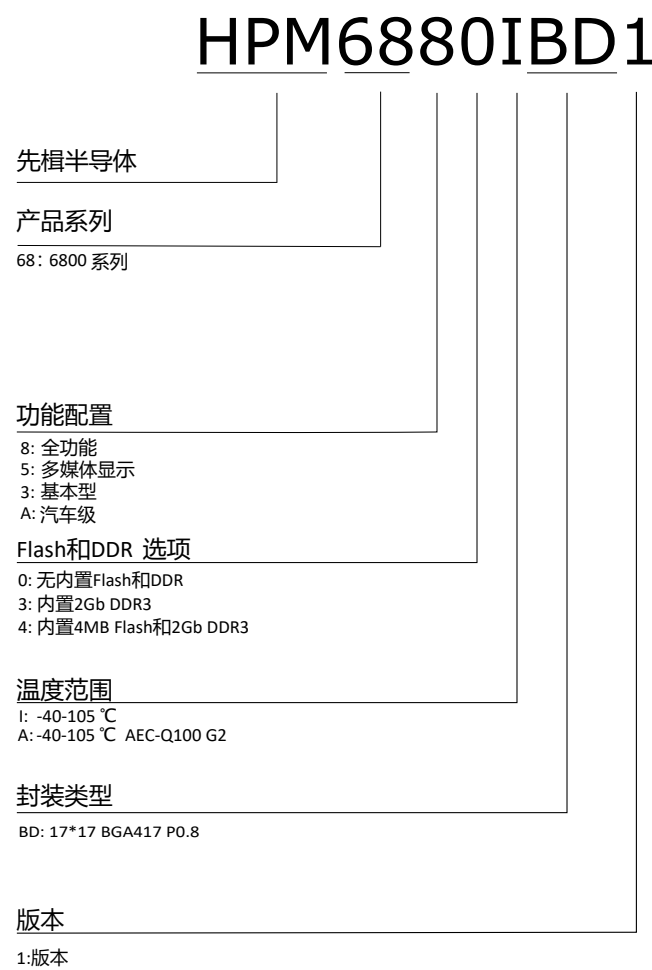 HPM6880IBD1
先楫半导体
产品系列
68：6800 系列
功能配置
8: 全功能
5: 多媒体显示
3: 基本型
A: 汽车级
Flash和DDR 选项
0: 无内置Flash和DDR
3: 内置2Gb DDR3
4: 内置4MB Flash和2Gb DDR3
温度范围
I: -40-105 ℃
A: -40-105 ℃ AEC-Q100 G2
封装类型
BD: 17*17 BGA417 P0.8
版本
1:版本